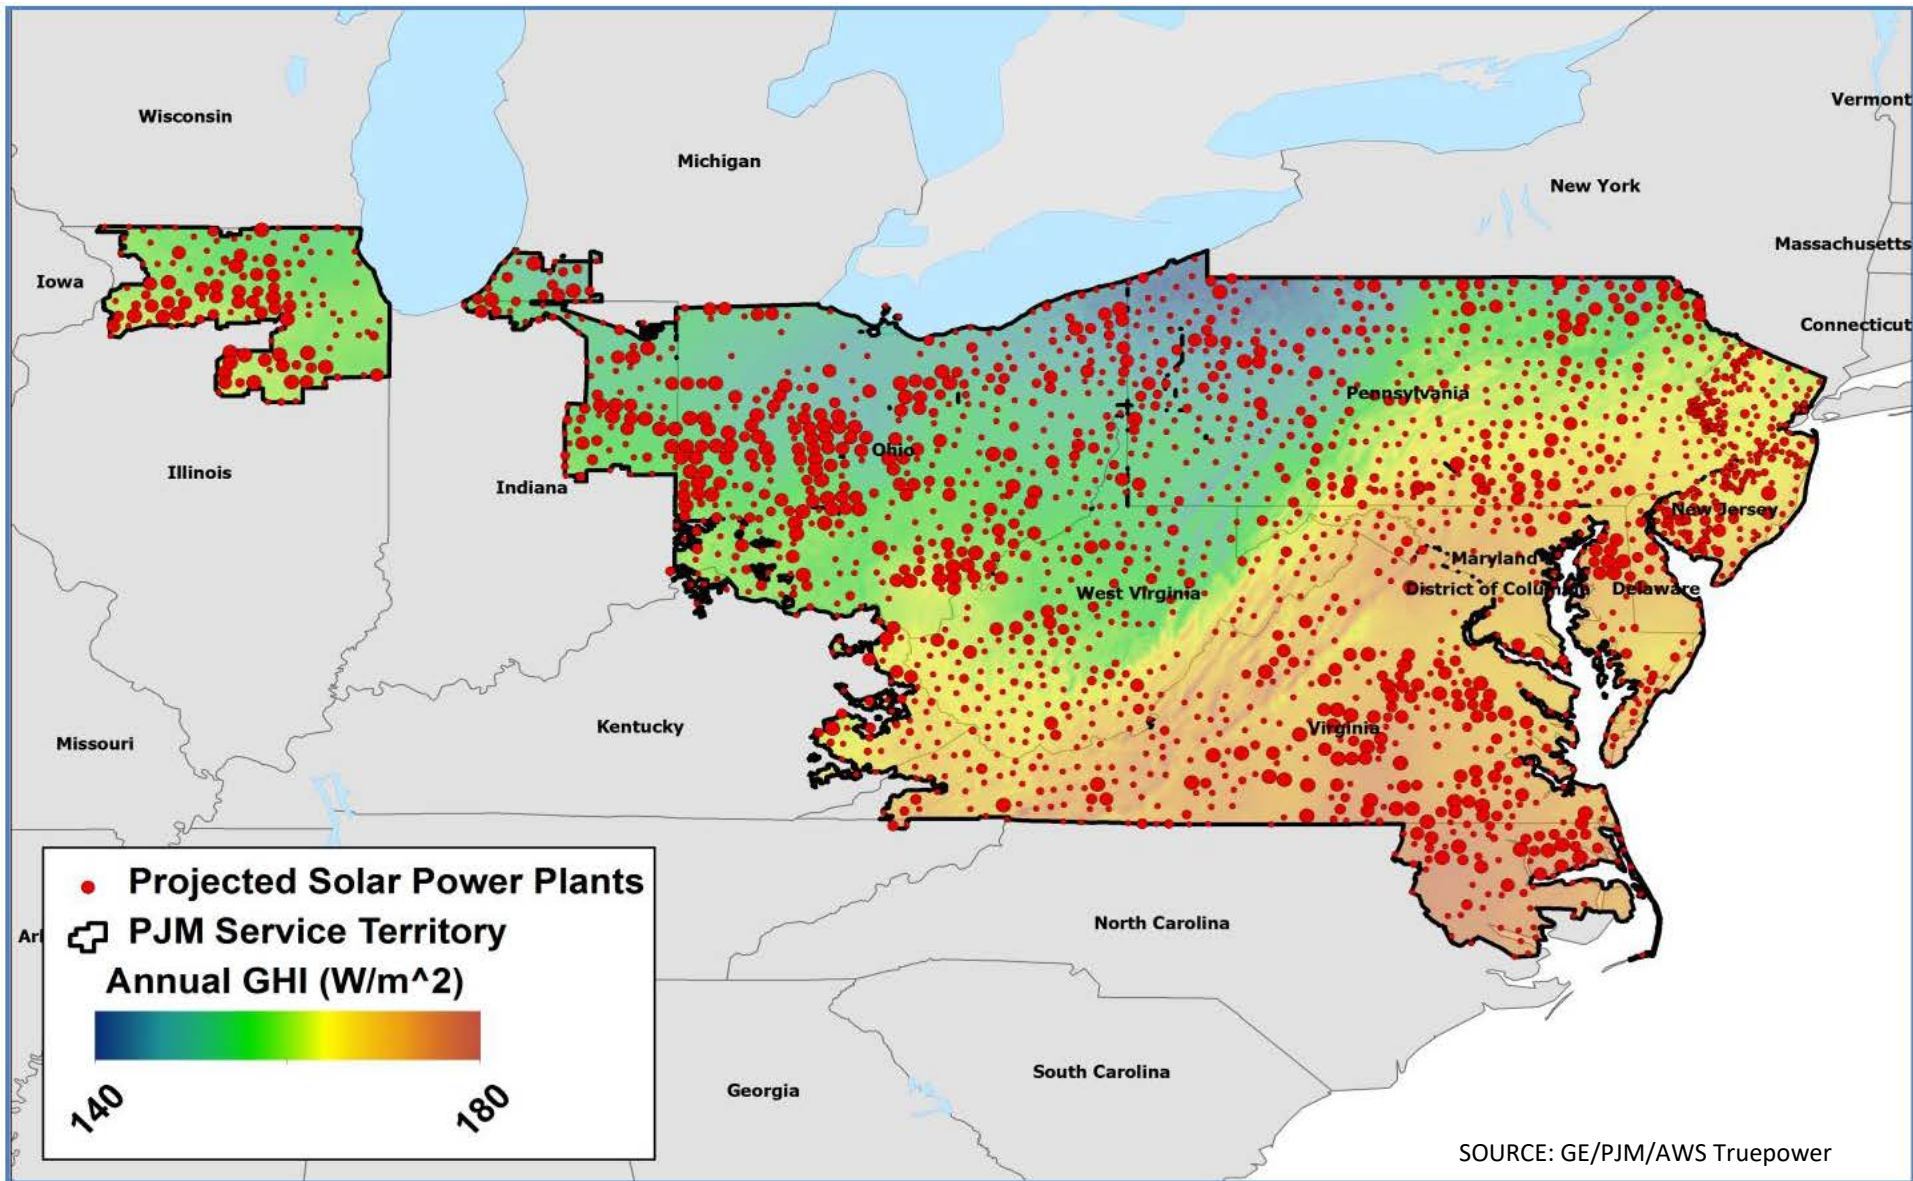 Vermont
Wisconsin
Michigan
New York
Massachusetts
Iowa
Connecticut
Pennsylvania
Ohio
Illinois
Indiana
New Jersey
Maryland
West Virginia
District of Colum
Delaware
Kentucky
Virginia
Missouri
North Carolina
South Carolina
Georgia
Projected Solar Power Plants
PJM Service Territory
Annual GHI (W/m^2)
140
180
SOURCE: GE/PJM/AWS Truepower